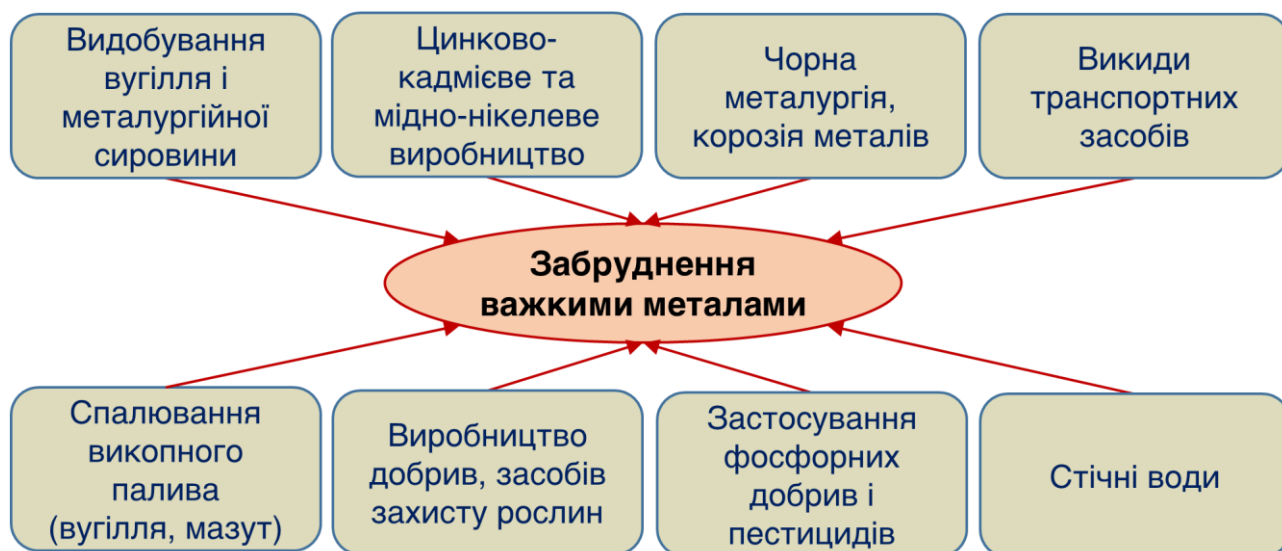 Видобування
вугілля і
металургійної
сировини
Цинково-
кадмієве та
мідно-нікелеве
виробництво
Чорна
металургія,
корозія металів
Викиди
транспортних
засобів
Забруднення
важкими металами
Спалювання
викопного
палива
(вугілля, мазут)
Виробництво
добрив, засобів
захисту рослин
Застосування
фосфорних
добрив і
пестицидів
Стічні води